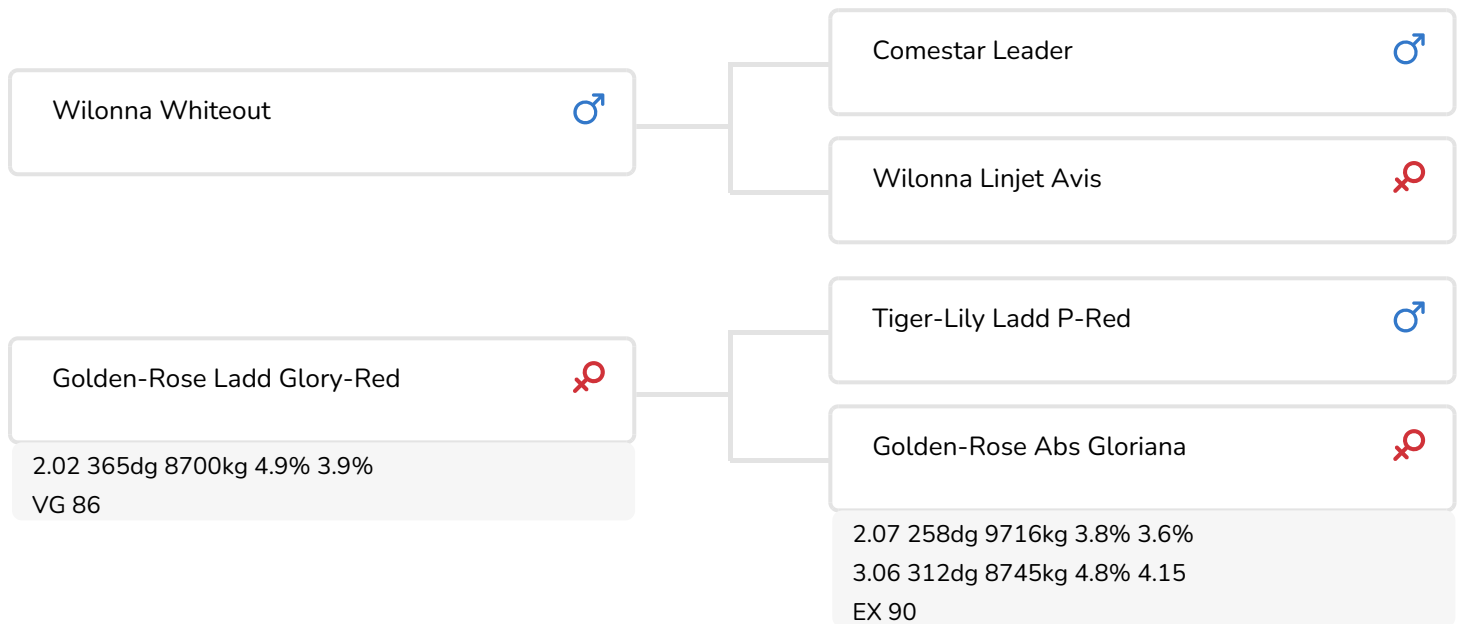 Comestar Leader
Wilonna Whiteout
Wilonna Linjet Avis
Tiger-Lily Ladd P-Red
Golden-Rose Ladd Glory-Red
2.02 365dg 8700kg 4.9% 3.9%
VG 86
Golden-Rose Abs Gloriana
2.07 258dg 9716kg 3.8% 3.6%
3.06 312dg 8745kg 4.8% 4.15
EX 90